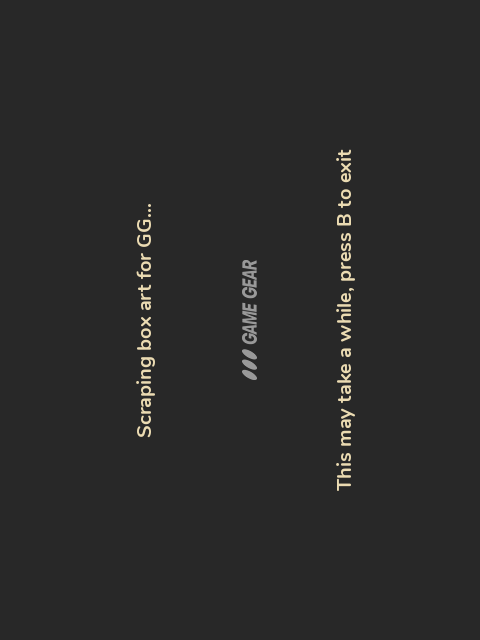 Scraping box art for GG...
GAME GEAR
This may take a while, press B to exit